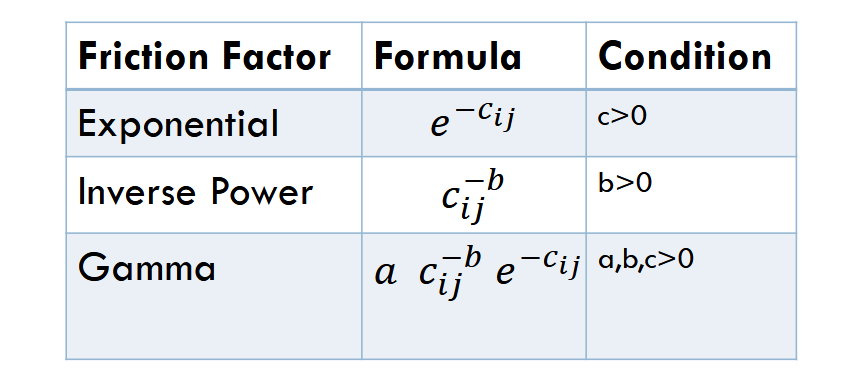 Friction Factor Formula Condition
Exponential $e^{-c_{ij}}$ c>0
Inverse Power $c_{ij}^{-b}$ b>0
Gamma $a \; c_{ij}^{-b} \; e^{-c_{ij}}$ a,b,c>0